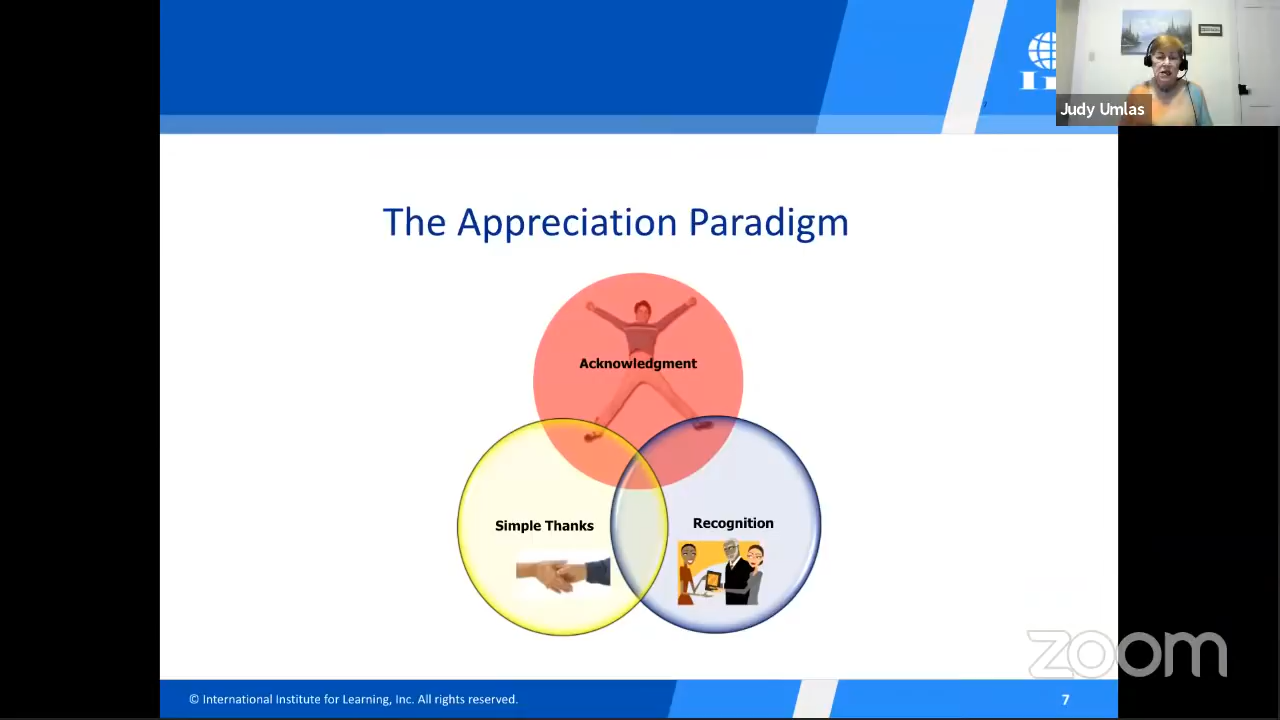 Judy Umlas
The Appreciation Paradigm
Acknowledgment
Simple Thanks
Recognition
zoom
© International Institute for Learning, Inc. All rights reserved.
7